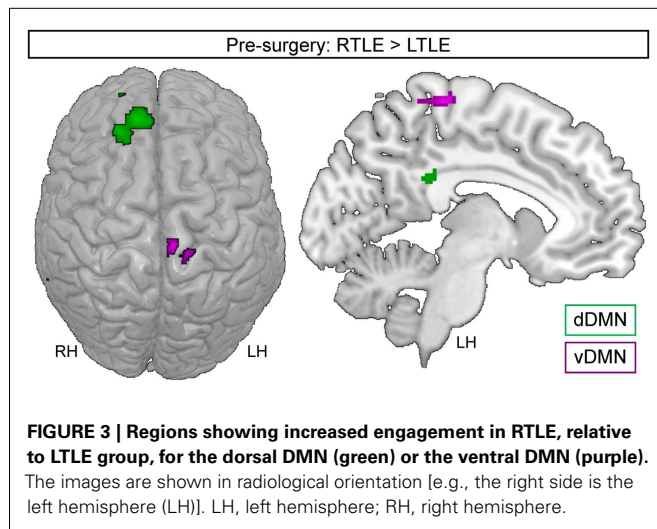 Pre-surgery: RTLE > LTLE
RH
LH
LH
dDMN
vDMN
FIGURE 3 | Regions showing increased engagement in RTLE, relative
to LTLE group, for the dorsal DMN (green) or the ventral DMN (purple).
The images are shown in radiological orientation [e.g., the right side is the
left hemisphere (LH)]. LH, left hemisphere; RH, right hemisphere.